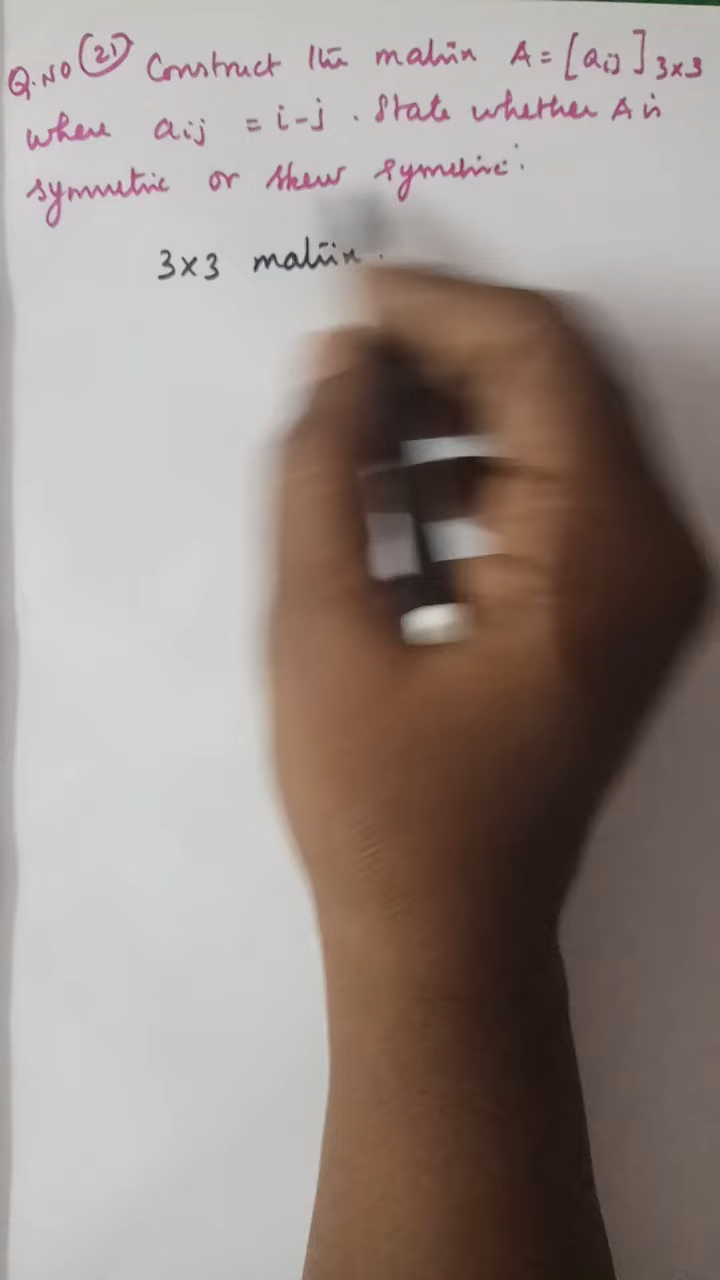 Q.NO (21) Construct the matrix A = [aij]3×3
where aij = i-j . State whether A is
symmetric or skew symetric.
3×3 matrix.